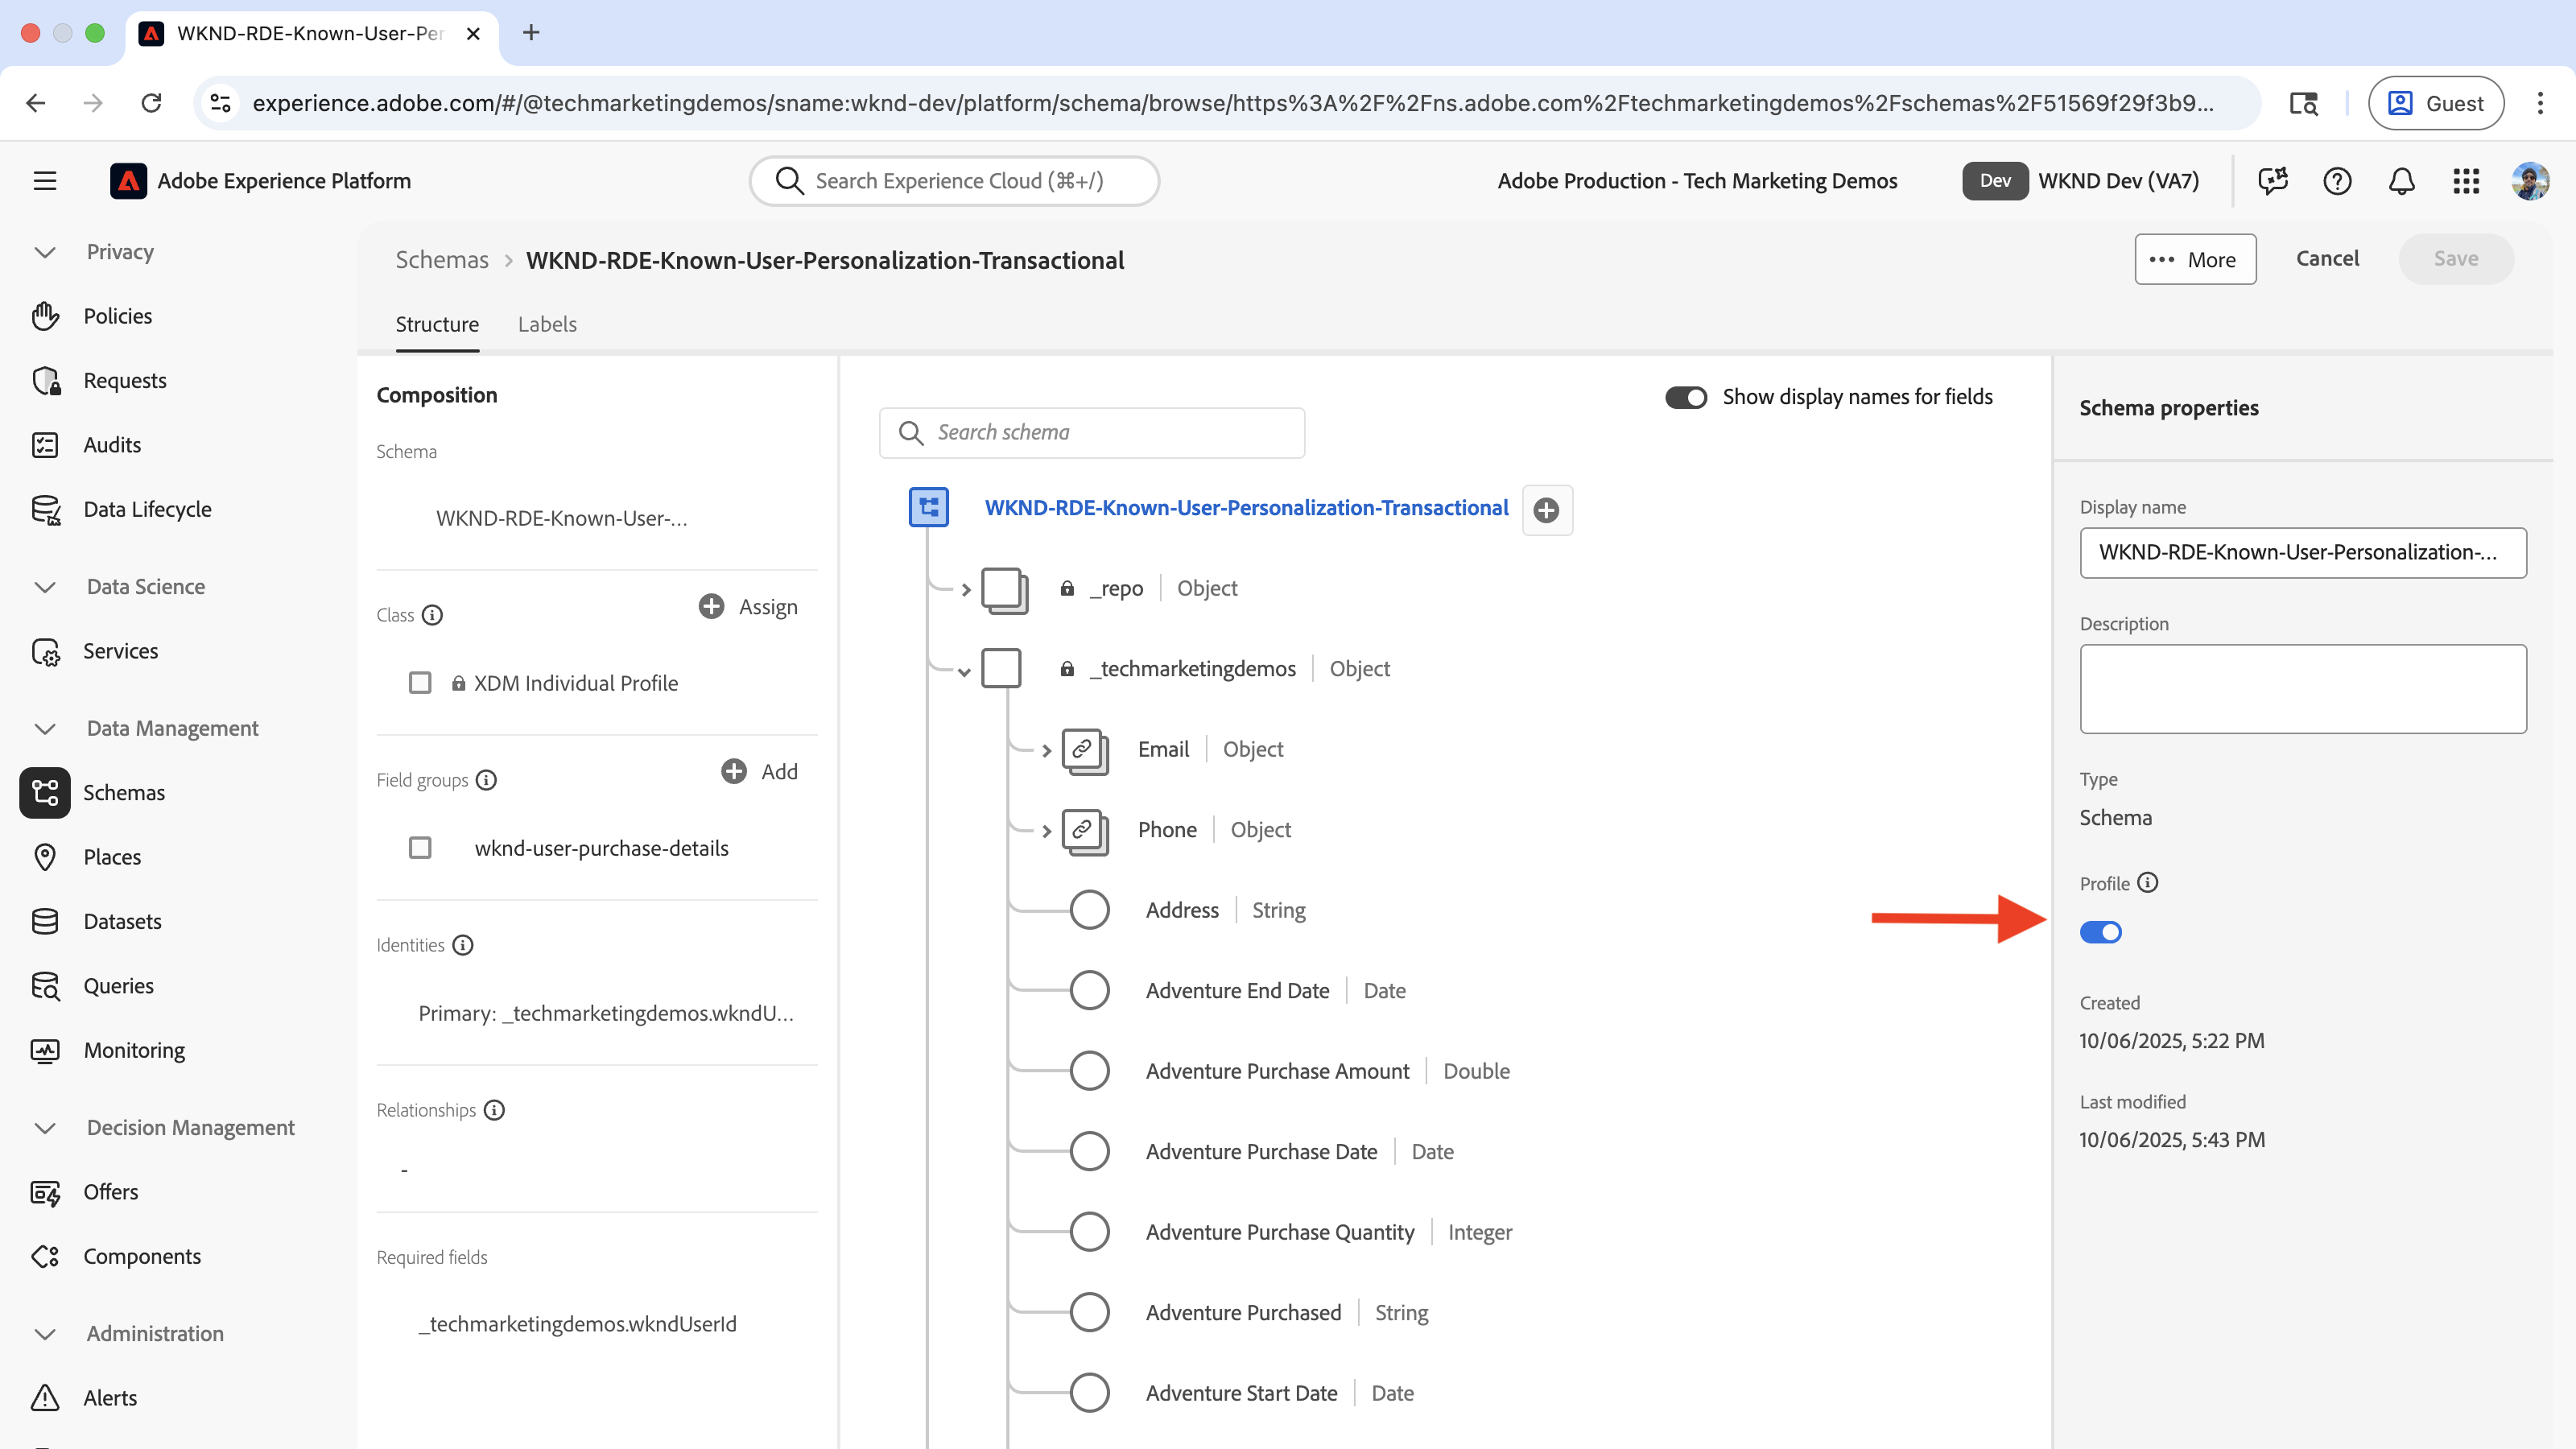 WKND-RDE-Known-User-Per
experience.adobe.com/#/@techmarketingdemos/sname:wknd-dev/platform/schema/browse/https%3A%2F%2Fns.adobe.com%2Ftechmarketingdemos%2Fschemas%2F51569f29f3b9...
Guest
Adobe Experience Platform
Search Experience Cloud (⌘+/)
Adobe Production - Tech Marketing Demos
Dev
WKND Dev (VA7)
Privacy
Policies
Requests
Audits
Data Lifecycle
Data Science
Services
Data Management
Schemas
Places
Datasets
Queries
Monitoring
Decision Management
Offers
Components
Administration
Alerts
Schemas > WKND-RDE-Known-User-Personalization-Transactional
More
Cancel
Save
Structure
Labels
Composition
Schema
WKND-RDE-Known-User-...
Class
Assign
XDM Individual Profile
Field groups
Add
wknd-user-purchase-details
Identities
Primary: _techmarketingdemos.wkndU...
Relationships
-
Required fields
_techmarketingdemos.wkndUserId
Show display names for fields
Search schema
WKND-RDE-Known-User-Personalization-Transactional
_repo | Object
_techmarketingdemos | Object
Email | Object
Phone | Object
Address | String
Adventure End Date | Date
Adventure Purchase Amount | Double
Adventure Purchase Date | Date
Adventure Purchase Quantity | Integer
Adventure Purchased | String
Adventure Start Date | Date
Schema properties
Display name
WKND-RDE-Known-User-Personalization-...
Description
Type
Schema
Profile
Created
10/06/2025, 5:22 PM
Last modified
10/06/2025, 5:43 PM